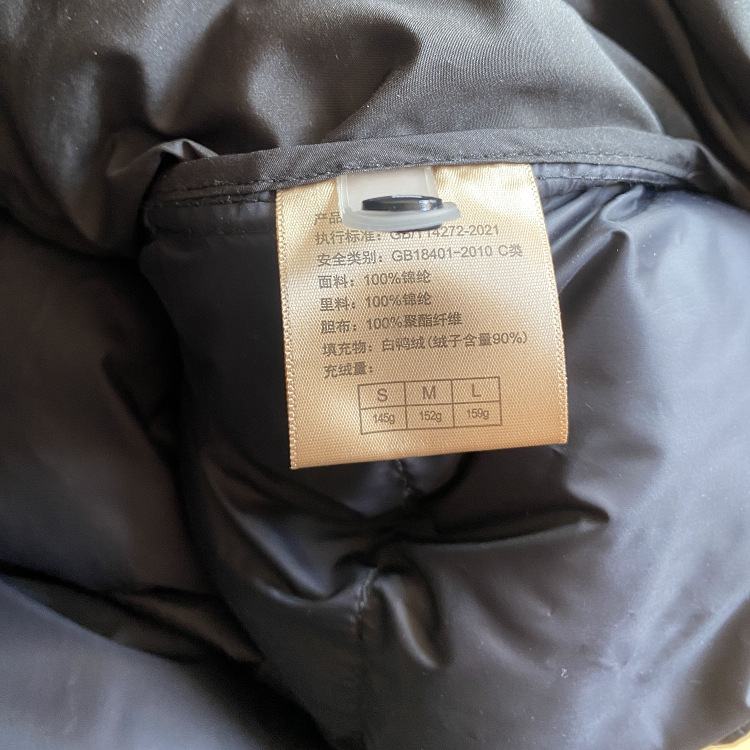 产品
执行标准：GB/T14272-2021
安全类别：GB18401-2010 C类
面料：100%锦纶
里料：100%锦纶
胆布：100%聚酯纤维
填充物：白鸭绒(绒子含量90%)
充绒量：
S M L
145g 152g 159g